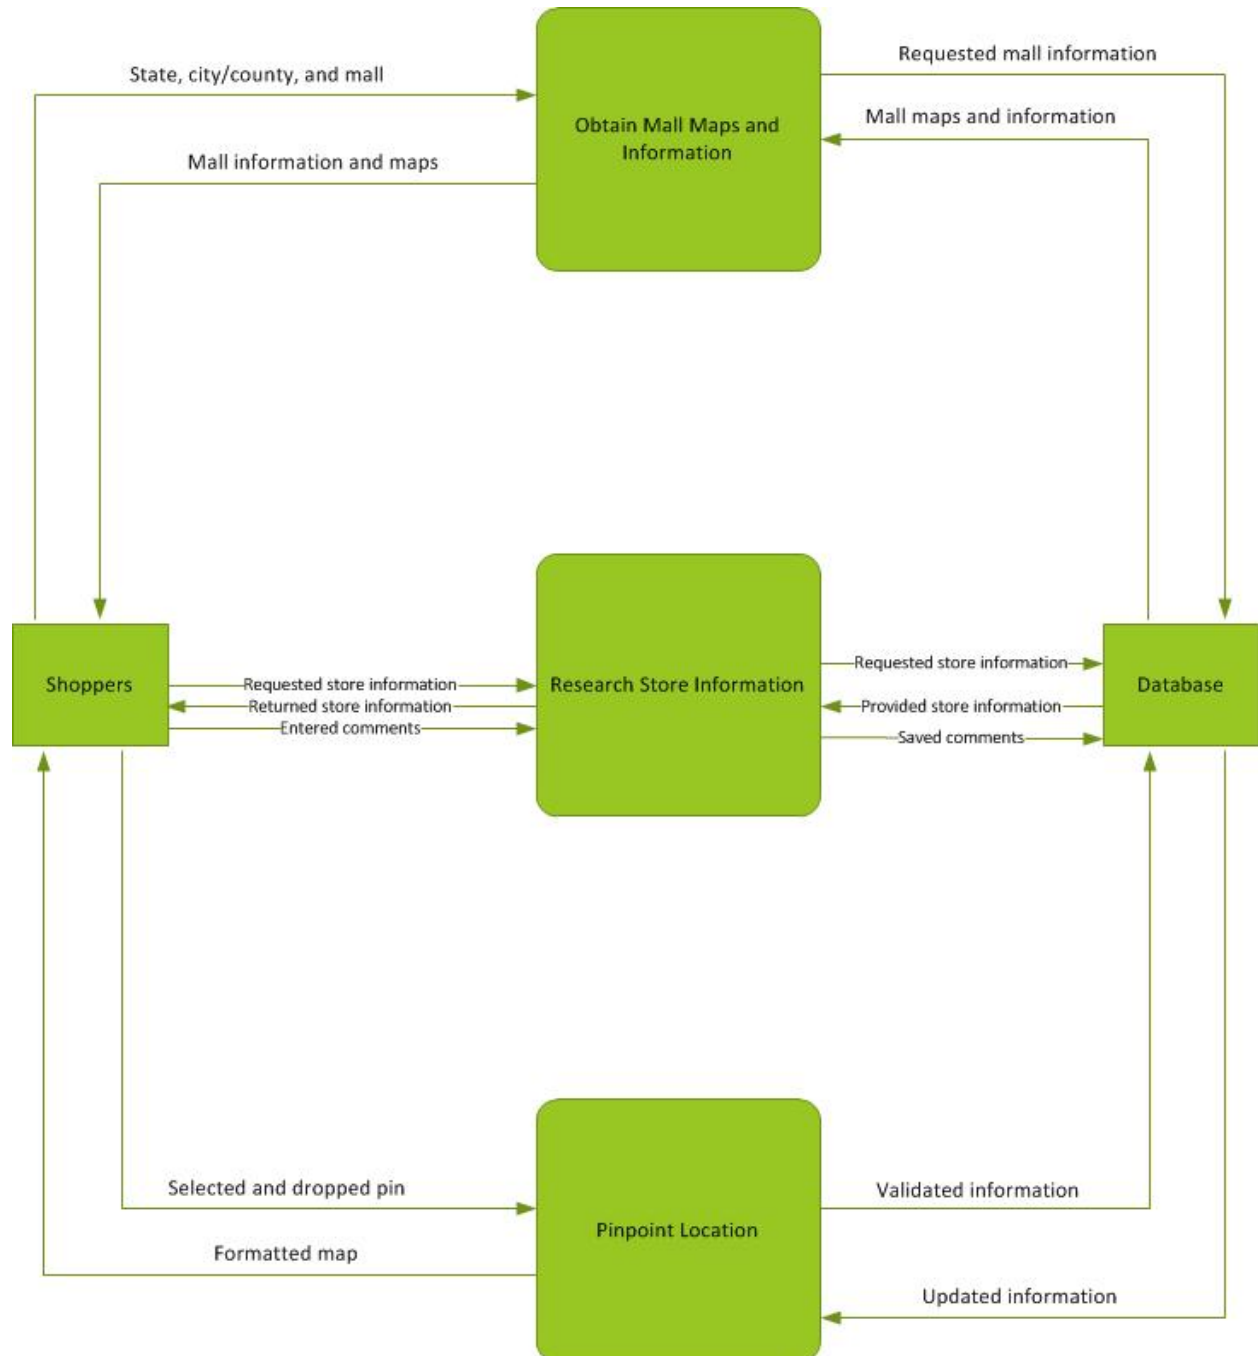 State, city/county, and mall
Requested mall information
Mall maps and information
Obtain Mall Maps and
Information
Mall information and maps
Shoppers
Requested store information
Returned store information
Entered comments
Research Store Information
Requested store information
Provided store information
Saved comments
Database
Selected and dropped pin
Formatted map
Pinpoint Location
Validated information
Updated information